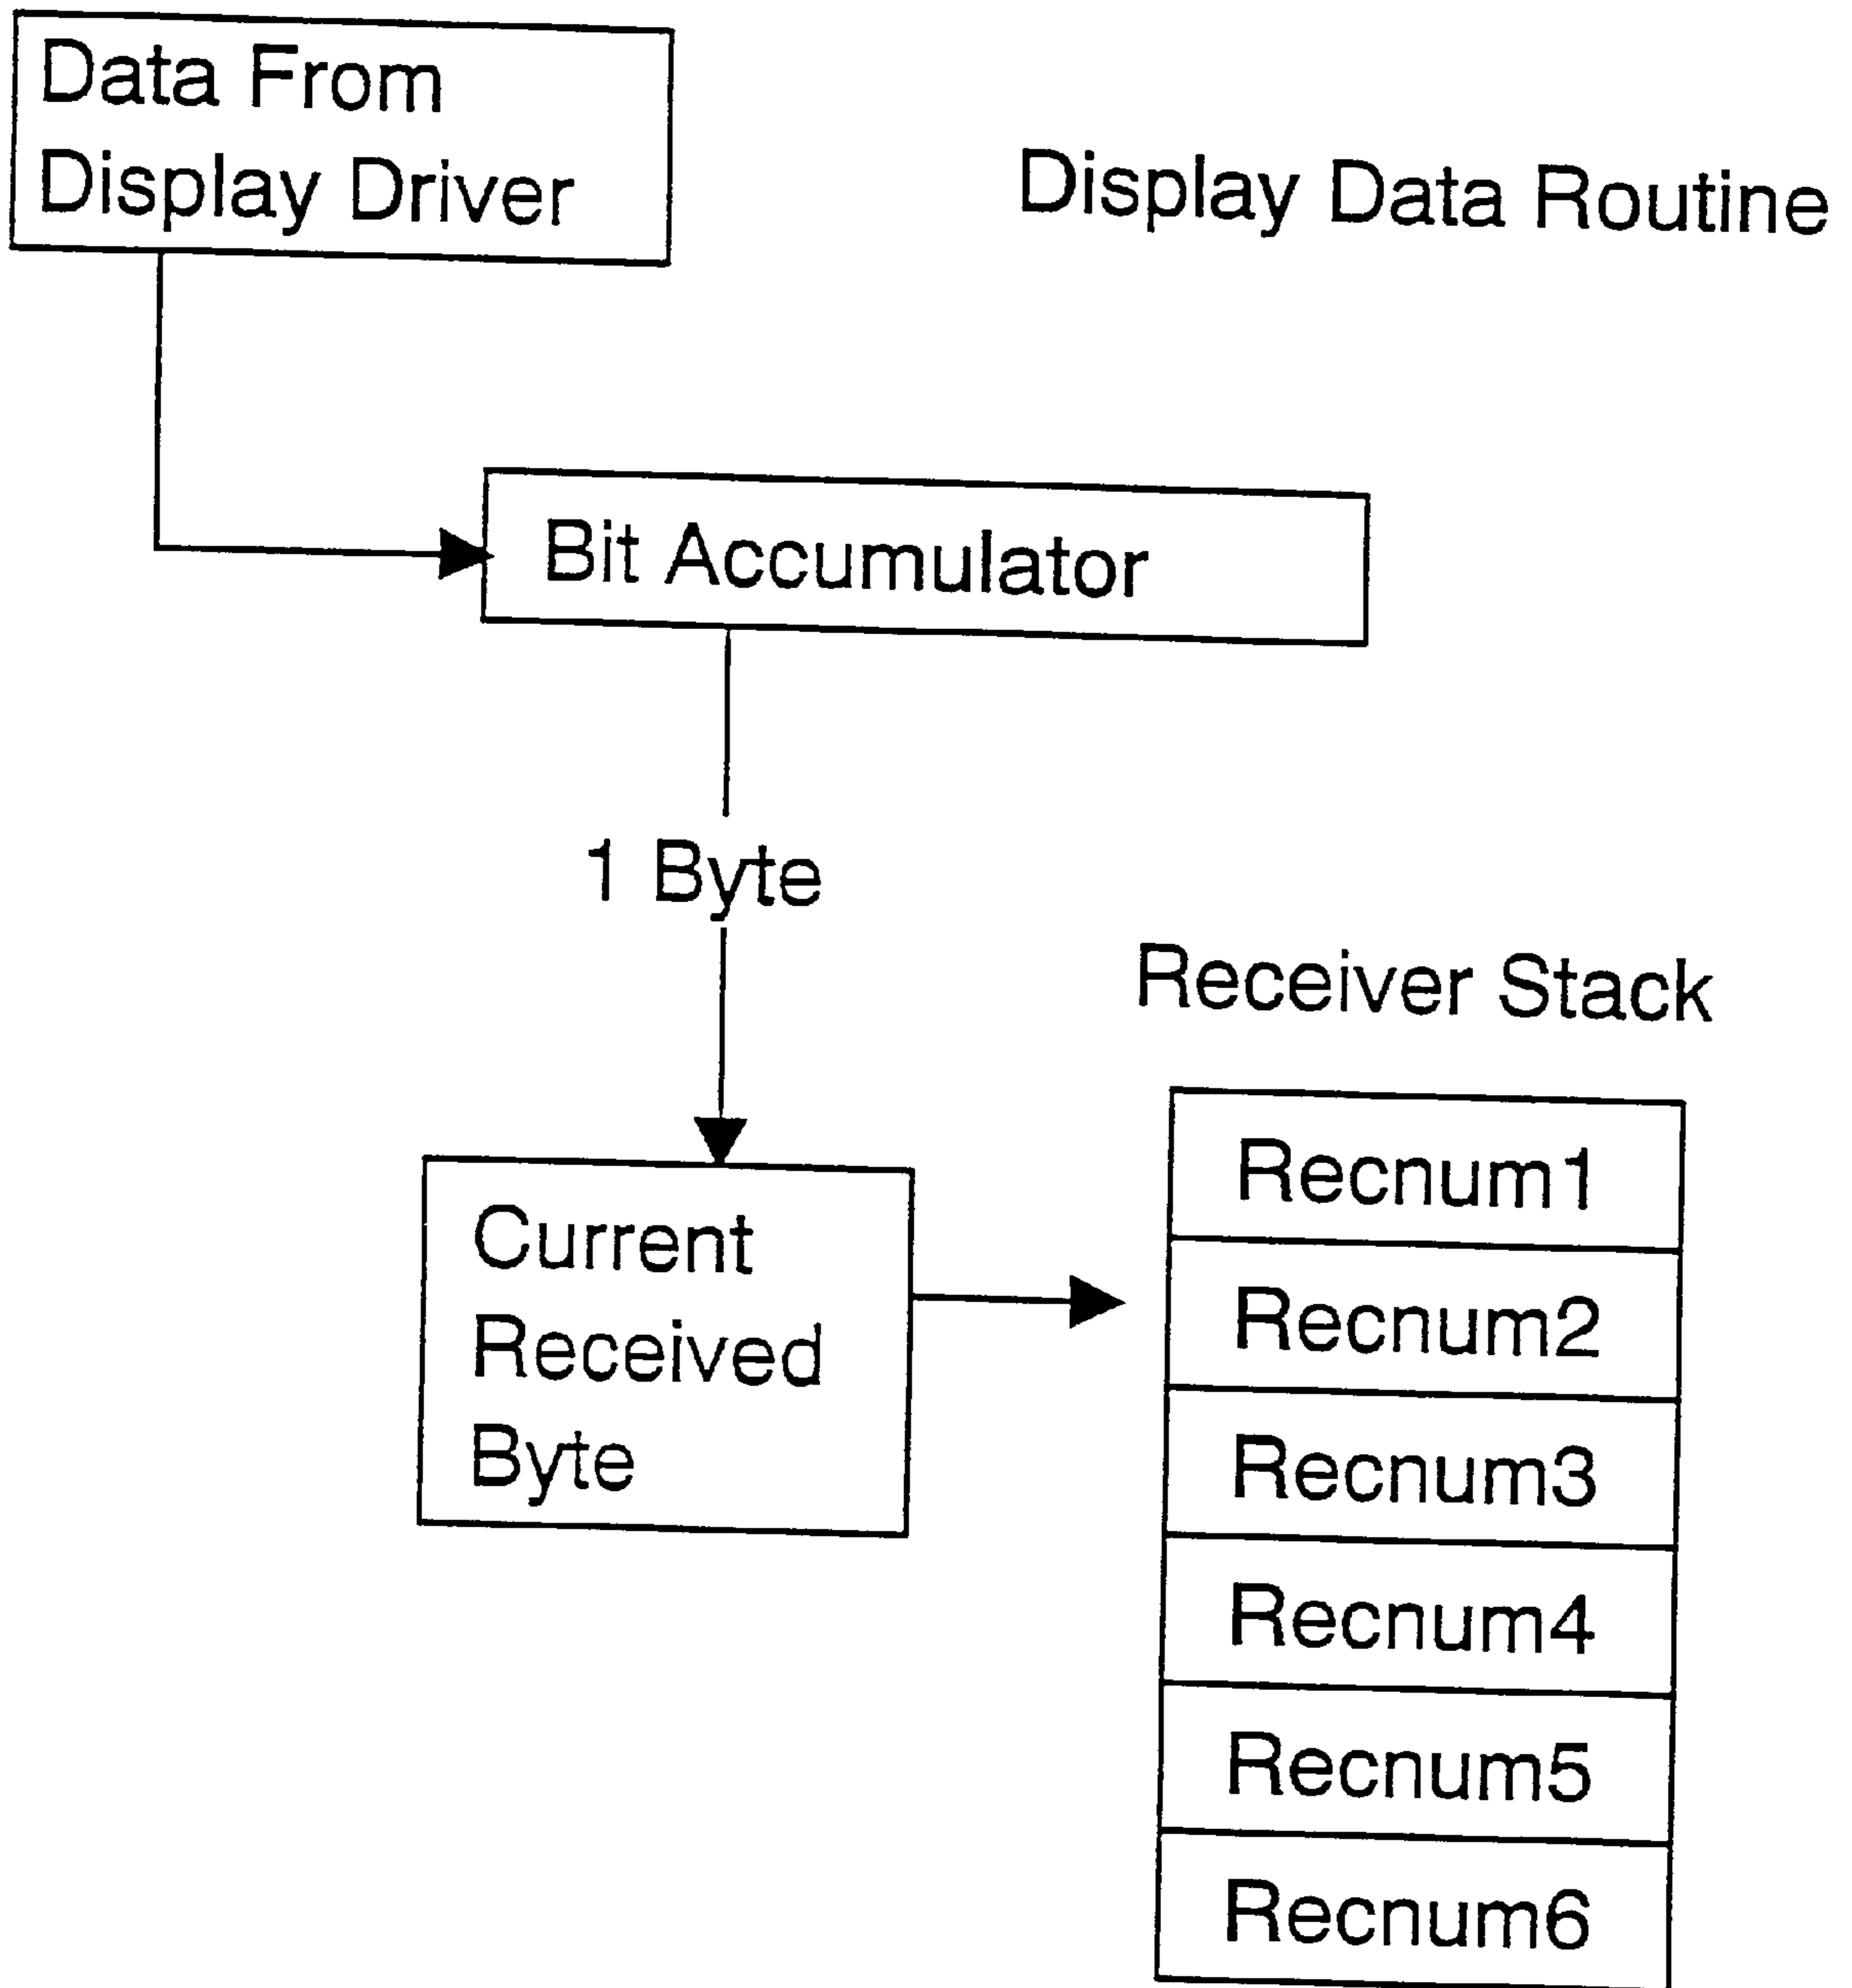 Data From
Display Driver
Display Data Routine
Bit Accumulator
1 Byte
Receiver Stack
Current
Received
Byte
Recnum1
Recnum2
Recnum3
Recnum4
Recnum5
Recnum6